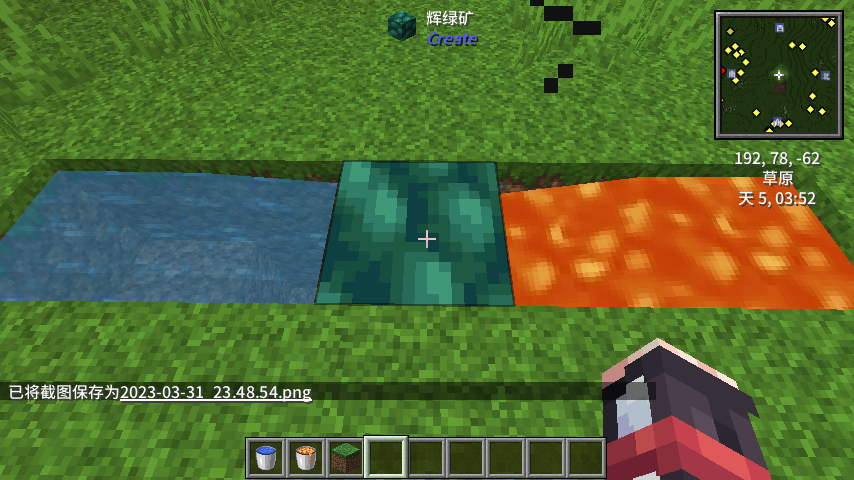 辉绿矿
Create
192, 78, -62
草原
天 5, 03:52
已将截图保存为2023-03-31_23.48.54.png